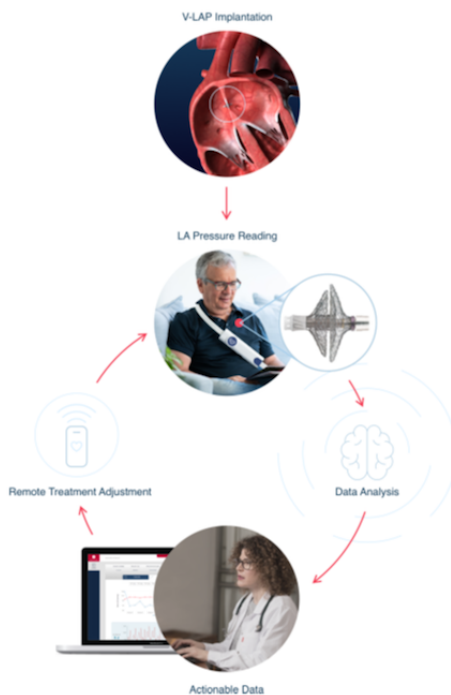 V-LAP Implantation
LA Pressure Reading
Remote Treatment Adjustment
Data Analysis
Actionable Data